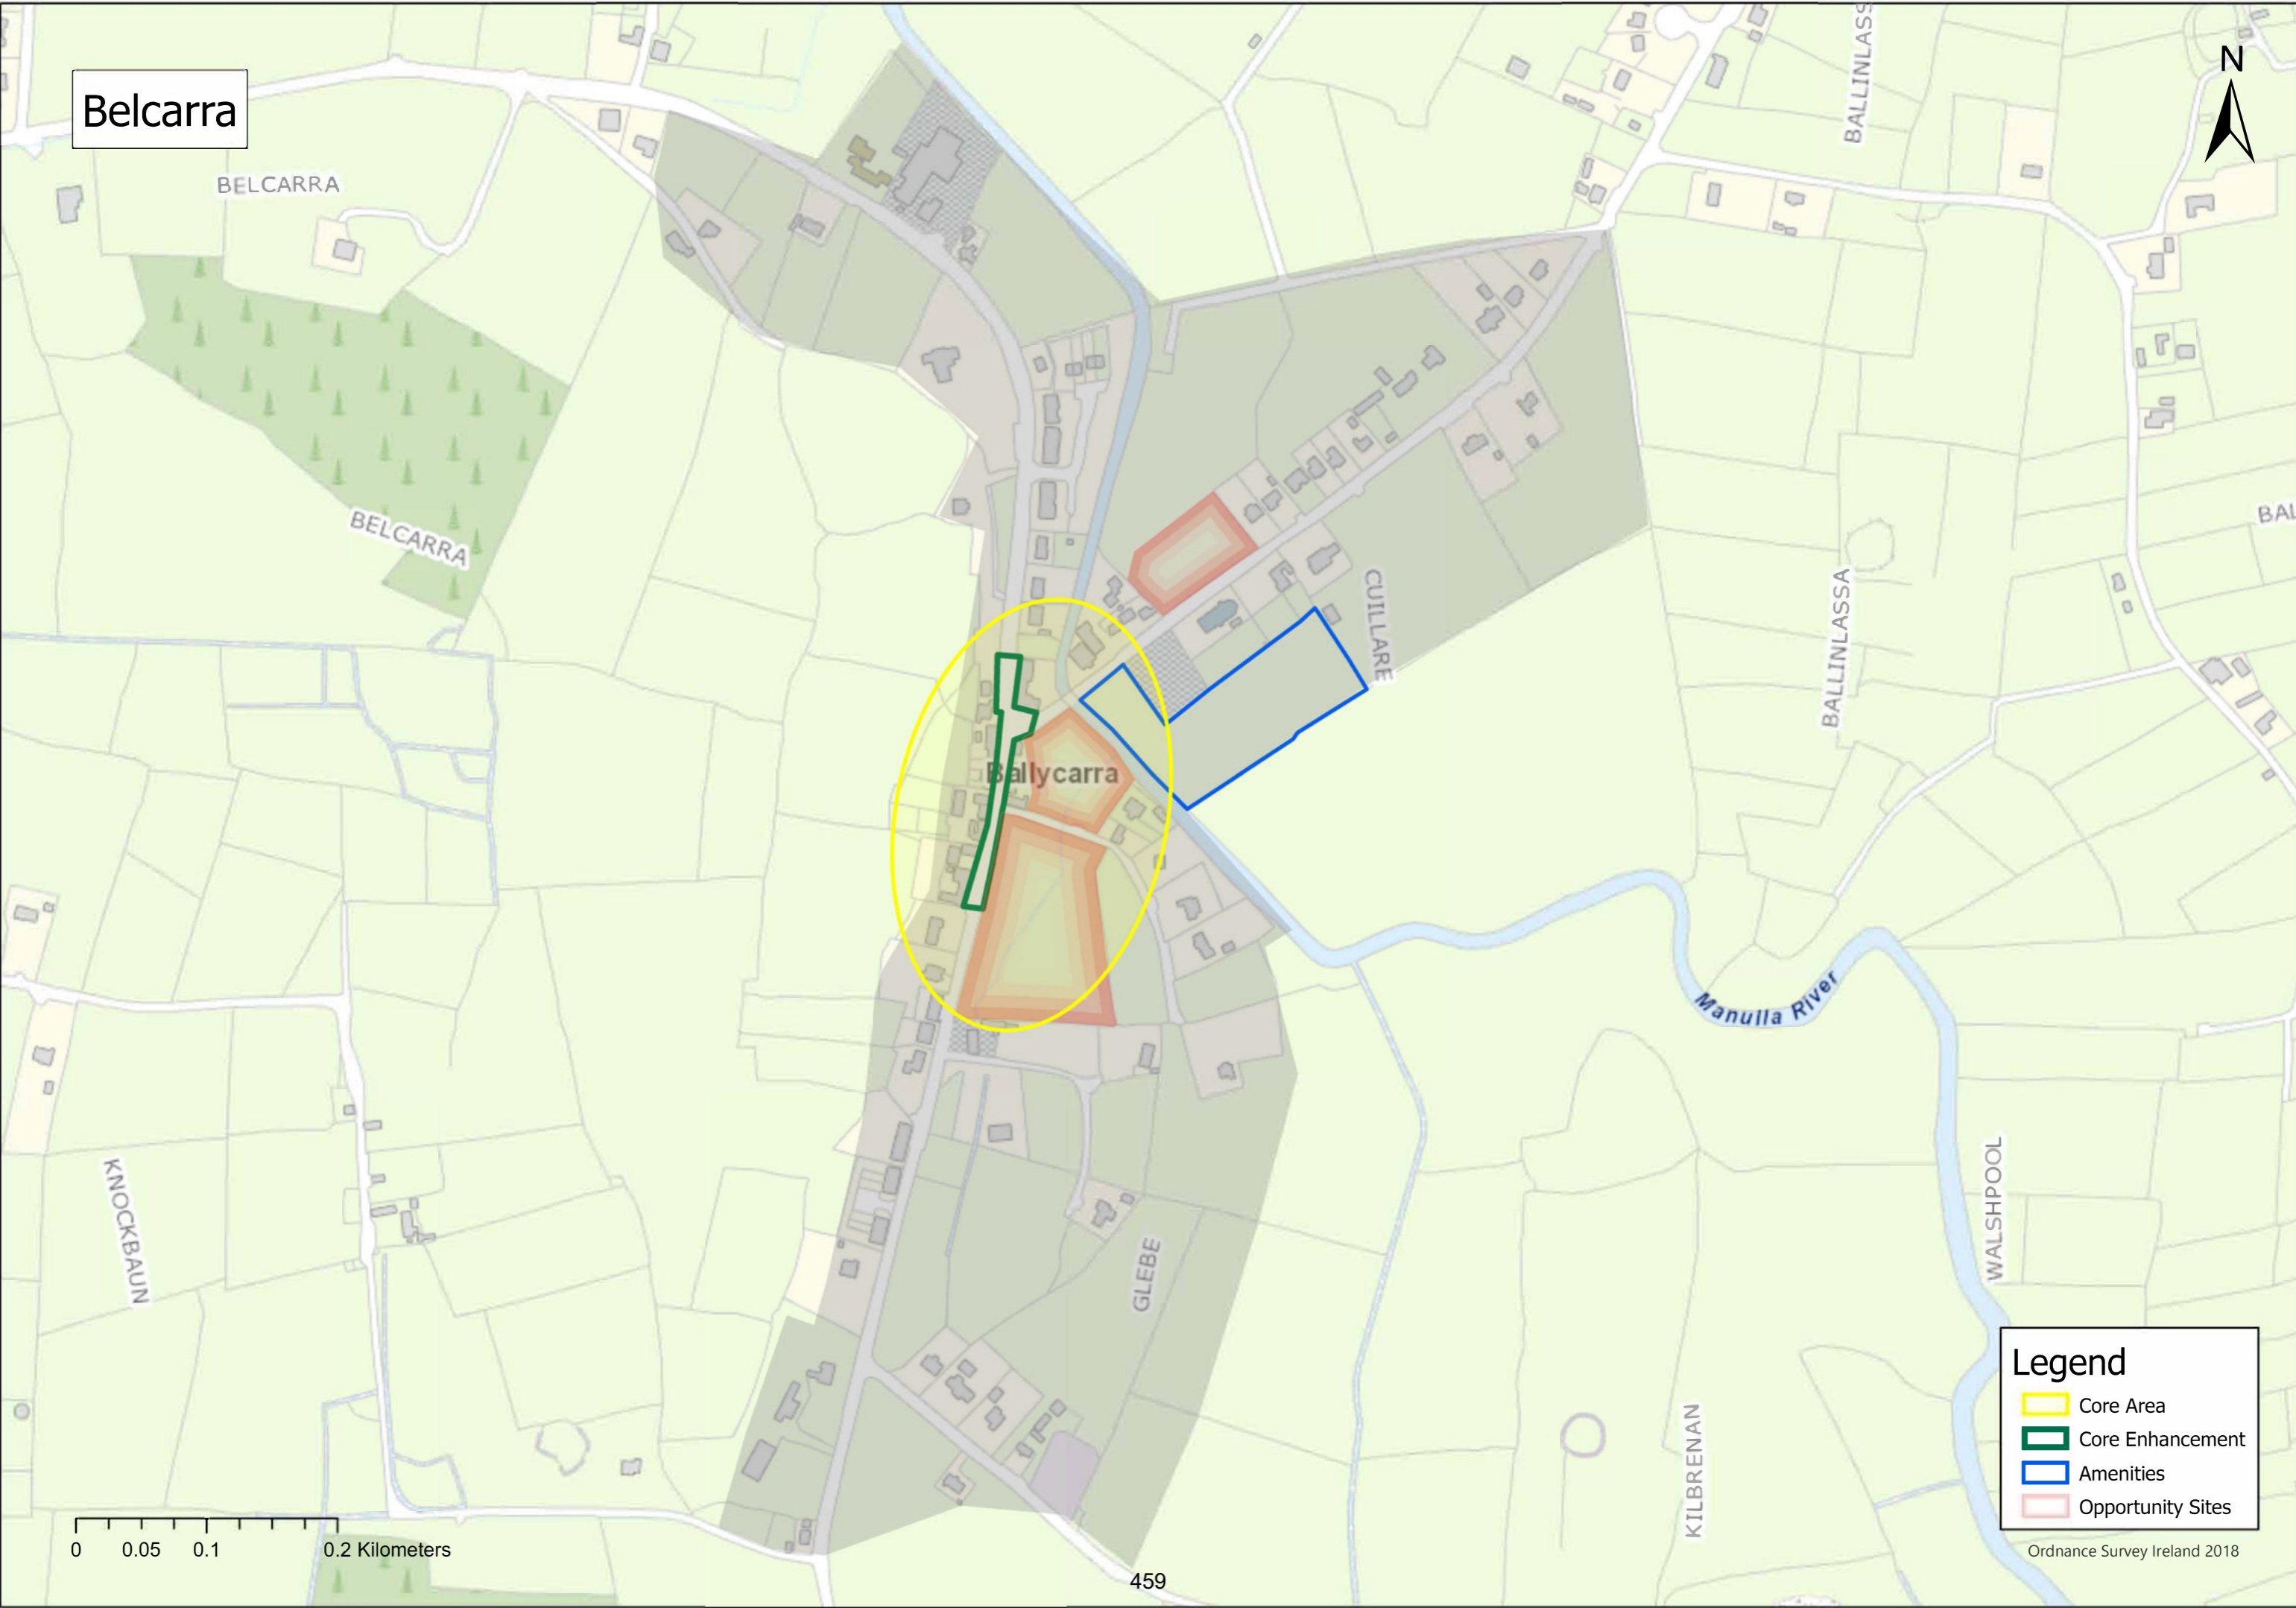 Belcarra
N
BALLINLASS
BELCARRA
BELCARRA
BAL
CUILLARE
BALLINLASSA
Ballycarra
Manulla River
KNOCKBAUN
GLEBE
WALSHPOOL
KILBRENAN
Legend
Core Area
Core Enhancement
Amenities
Opportunity Sites
0 0.05 0.1 0.2 Kilometers
Ordnance Survey Ireland 2018
459